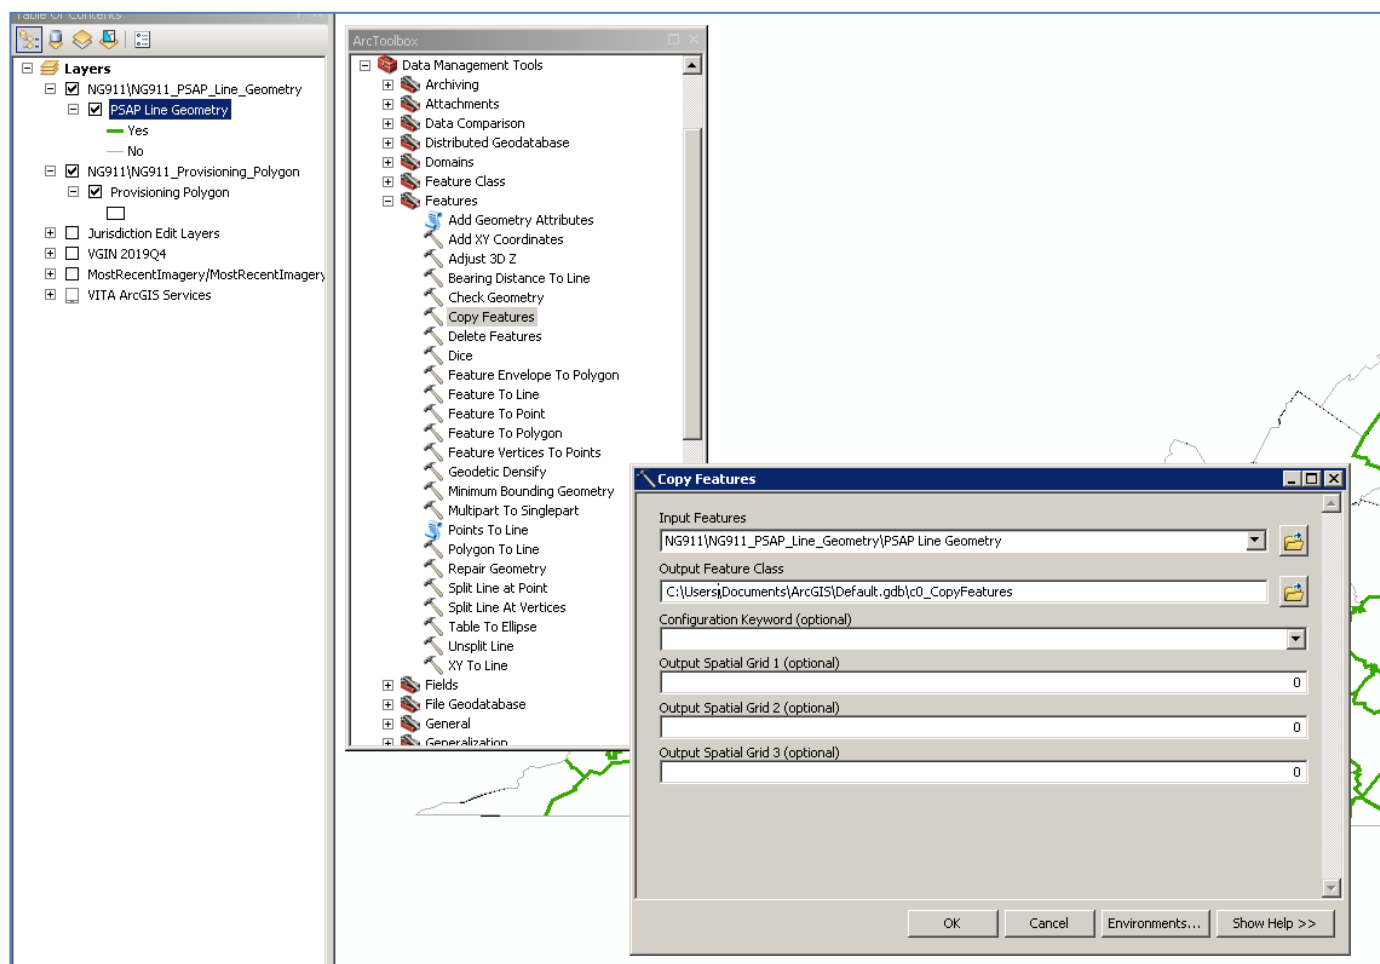 Table Of Contents
Layers
NG911\NG911_PSAP_Line_Geometry
PSAP Line Geometry
Yes
No
NG911\NG911_Provisioning_Polygon
Provisioning Polygon
Jurisdiction Edit Layers
VGIN 2019Q4
MostRecentImagery/MostRecentImagery
VITA ArcGIS Services
ArcToolbox
Data Management Tools
Archiving
Attachments
Data Comparison
Distributed Geodatabase
Domains
Feature Class
Features
Add Geometry Attributes
Add XY Coordinates
Adjust 3D Z
Bearing Distance To Line
Check Geometry
Copy Features
Delete Features
Dice
Feature Envelope To Polygon
Feature To Line
Feature To Point
Feature To Polygon
Feature Vertices To Points
Geodetic Densify
Minimum Bounding Geometry
Multipart To Singlepart
Points To Line
Polygon To Line
Repair Geometry
Split Line at Point
Split Line At Vertices
Table To Ellipse
Unsplit Line
XY To Line
Fields
File Geodatabase
General
Generalization
Copy Features
Input Features
NG911\NG911_PSAP_Line_Geometry\PSAP Line Geometry
Output Feature Class
C:\Users\Documents\ArcGIS\Default.gdb\c0_CopyFeatures
Configuration Keyword (optional)
Output Spatial Grid 1 (optional)
0
Output Spatial Grid 2 (optional)
0
Output Spatial Grid 3 (optional)
0
OK
Cancel
Environments...
Show Help >>